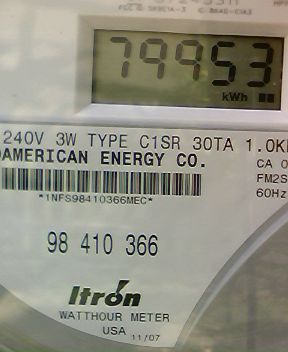 79953
kWh
240V 3W TYPE C1SR 30TA 1.0K
AMERICAN ENERGY CO.
CA 0
FM2S
60Hz
*1NFS98410366MEC*
98 410 366
Itron
WATTHOUR METER
USA 11/07